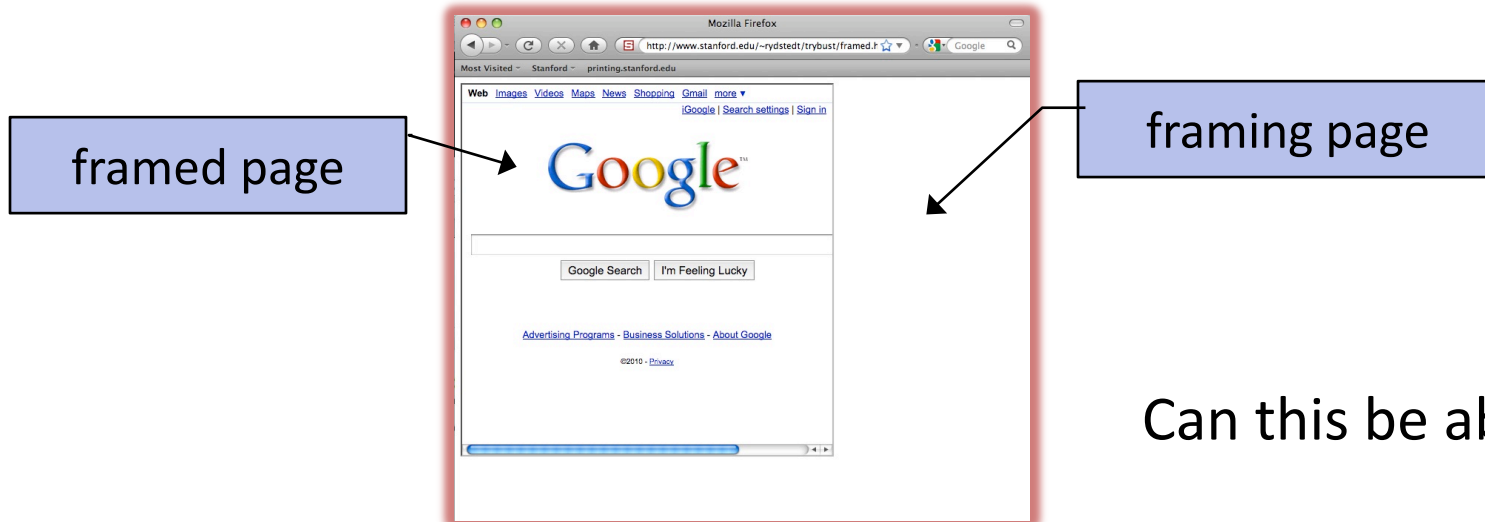 Mozilla Firefox
http://www.stanford.edu/~rydstedt/trybust/framed.h
Google
Most Visited
Stanford
printing.stanford.edu
Web Images Videos Maps News Shopping Gmail more ▼
iGoogle | Search settings | Sign in
framed page
framing page
Google™
Google Search
I'm Feeling Lucky
Advertising Programs - Business Solutions - About Google
©2010 - Privacy
Can this be